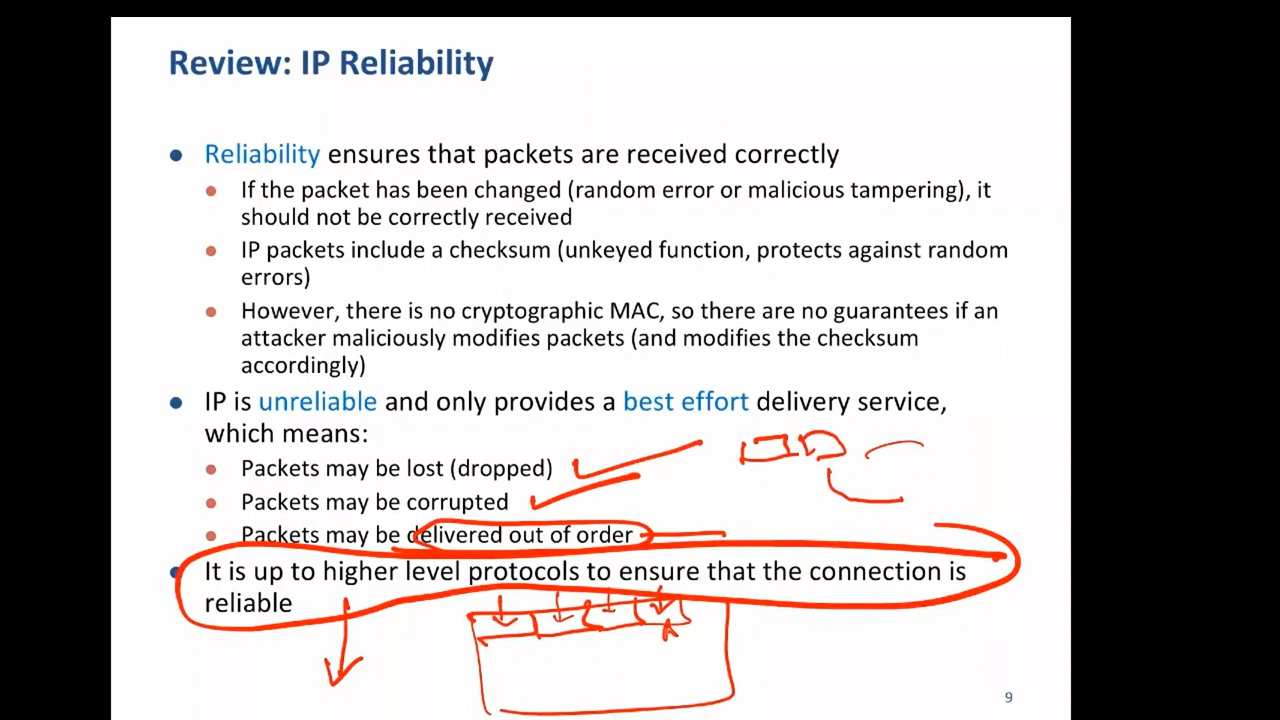 Review: IP Reliability
Reliability ensures that packets are received correctly
If the packet has been changed (random error or malicious tampering), it
should not be correctly received
IP packets include a checksum (unkeyed function, protects against random
errors)
However, there is no cryptographic MAC, so there are no guarantees if an
attacker maliciously modifies packets (and modifies the checksum
accordingly)
IP is unreliable and only provides a best effort delivery service,
which means:
Packets may be lost (dropped)
Packets may be corrupted
Packets may be delivered out of order
It is up to higher level protocols to ensure that the connection is
reliable
9